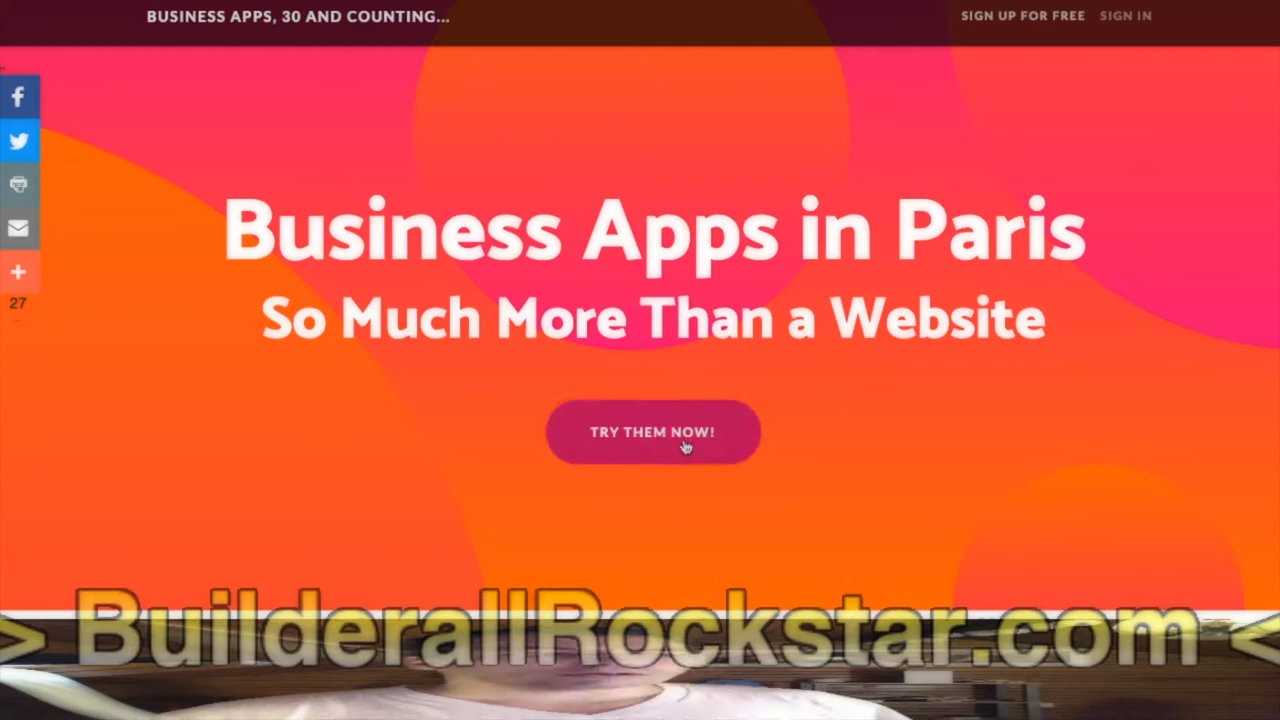 BUSINESS APPS, 30 AND COUNTING...
SIGN UP FOR FREE SIGN IN
27
Business Apps in Paris
So Much More Than a Website
TRY THEM NOW!
> BuilderallRockstar.com <